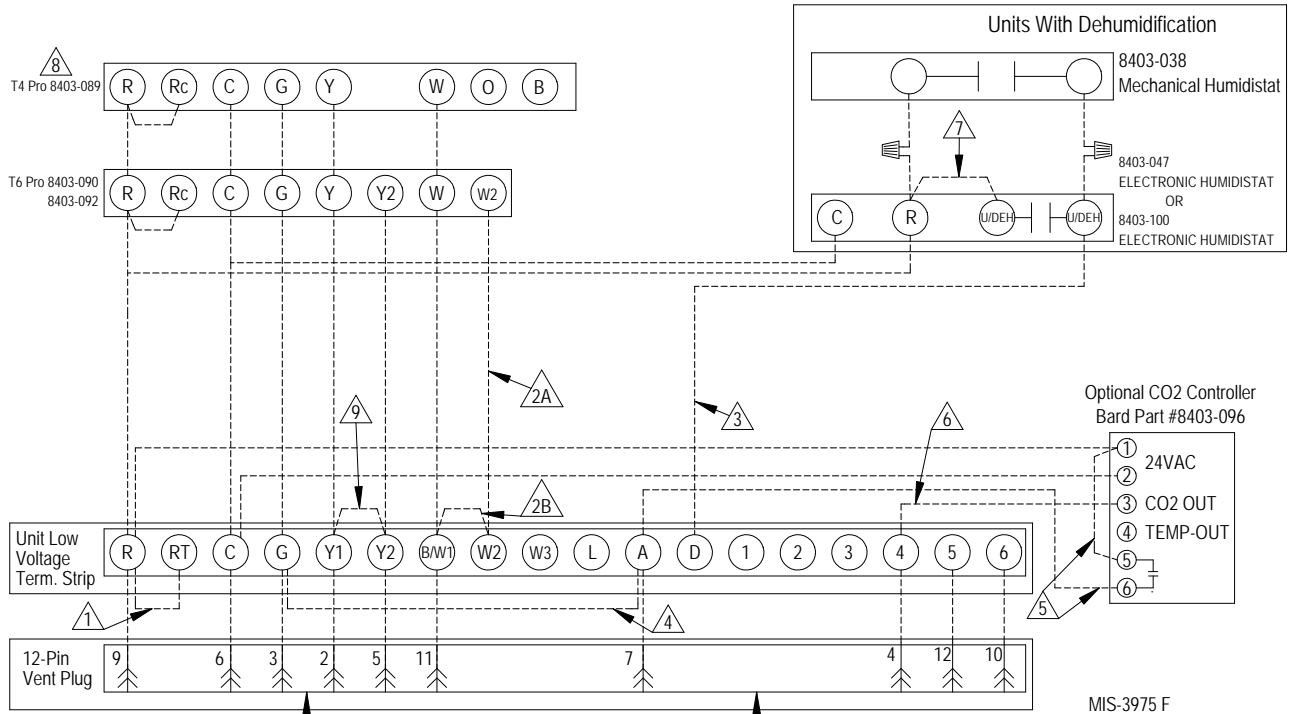 Units With Dehumidification
8403-038
Mechanical Humidistat
8
T4 Pro 8403-089
R Rc C G Y W O B
7
8403-047
ELECTRONIC HUMIDISTAT
OR
8403-100
ELECTRONIC HUMIDISTAT
C R U/DEH U/DEH
T6 Pro 8403-090
8403-092
R Rc C G Y Y2 W W2
2A
9
3
6
2B
Optional CO2 Controller
Bard Part #8403-096
1
24VAC
2
3 CO2 OUT
4 TEMP-OUT
5
6
5
Unit Low
Voltage
Term. Strip
R RT C G Y1 Y2 B/W1 W2 W3 L A D 1 2 3 4 5 6
1
4
12-Pin
Vent Plug
9 6 3 2 5 11 7 4 12 10
MIS-3975 F